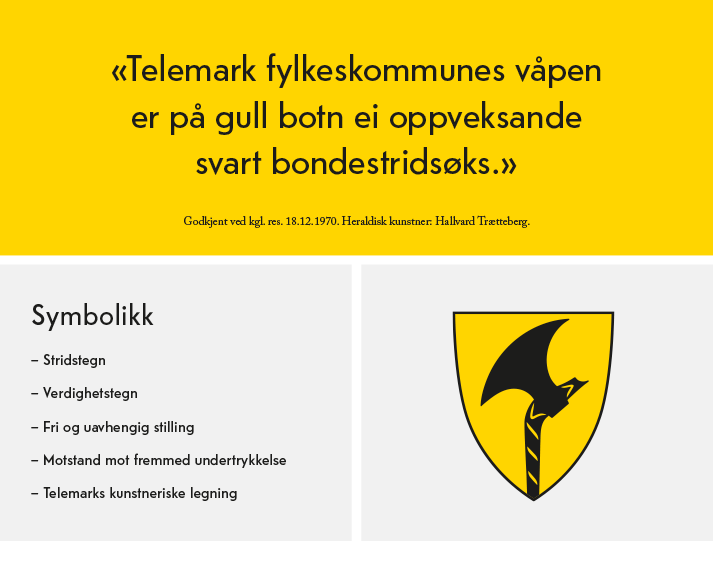 «Telemark fylkeskommunes våpen
er på gull botn ei oppveksande
svart bondestridsøks.»
Godkjent ved kgl. res. 18.12.1970. Heraldisk kunstner: Hallvard Trætteberg.
Symbolikk
– Stridstegn
– Verdighetstegn
– Fri og uavhengig stilling
– Motstand mot fremmed undertrykkelse
– Telemarks kunstneriske legning